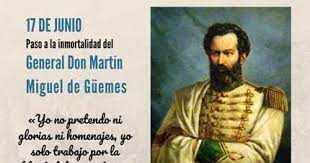 17 DE JUNIO
Paso a la inmortalidad del
General Don Martín
Miguel de Güemes
«Yo no pretendo ni
glorias ni homenajes, yo
solo trabajo por la